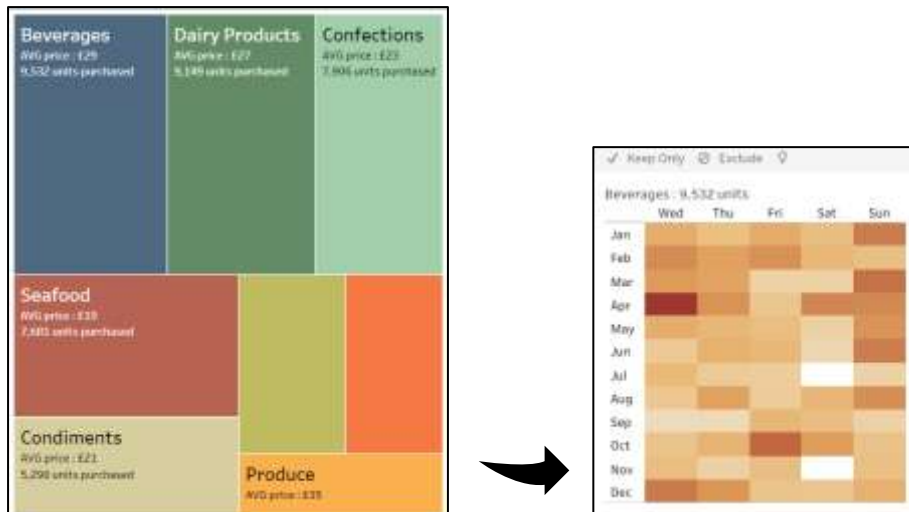 Beverages
AVG price : £29
9,532 units purchased
Dairy Products
AVG price : £27
9,149 units purchased
Confections
AVG price : £23
7,906 units purchased
Seafood
AVG price : £19
7,681 units purchased
Condiments
AVG price : £21
5,298 units purchased
Produce
AVG price : £35
Keep Only Exclude
Beverages : 9,532 units
Wed Thu Fri Sat Sun
Jan
Feb
Mar
Apr
May
Jun
Jul
Aug
Sep
Oct
Nov
Dec